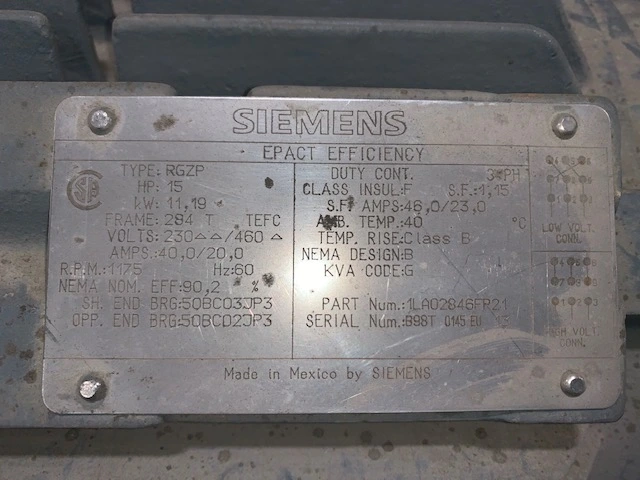 SIEMENS
EPACT EFFICIENCY
TYPE: RGZP
HP: 15
kW: 11,19
FRAME: 284 T TEFC
VOLTS: 230△△/460 △
AMPS: 40,0/20,0
R.P.M.: 1175 Hz: 60
NEMA NOM. EFF: 90,2 %
SH. END BRG: 50BC03JP3
OPP. END BRG: 50BC02JP3
DUTY CONT. 3 PH
CLASS INSUL: F S.F.: 1,15
S.F. AMPS: 46,0/23,0
AMB. TEMP.: 40 °C
TEMP. RISE: Class B
NEMA DESIGN: B
KVA CODE: G
PART Num.: 1LA02846FP21
SERIAL Num.: B98T 0145 EU
LOW VOLT.
CONN.
HIGH VOLT.
CONN.
Made in Mexico by SIEMENS